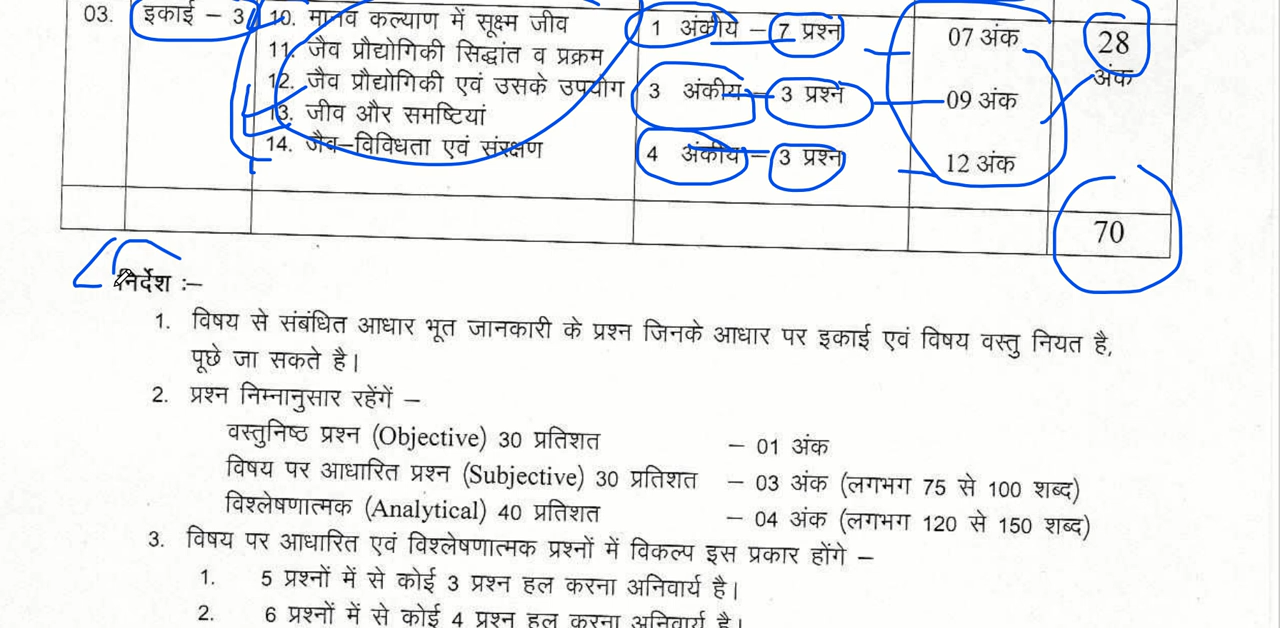 03. इकाई – 3 10. मानव कल्याण में सूक्ष्म जीव 1 अंकीय – 7 प्रश्न 07 अंक 28
11. जैव प्रौद्योगिकी सिद्धांत व प्रक्रम
12. जैव प्रौद्योगिकी एवं उसके उपयोग 3 अंकीय – 3 प्रश्न 09 अंक अंक
13. जीव और समष्टियां
14. जैव–विविधता एवं संरक्षण 4 अंकीय – 3 प्रश्न 12 अंक
70
निर्देश :–
1. विषय से संबंधित आधार भूत जानकारी के प्रश्न जिनके आधार पर इकाई एवं विषय वस्तु नियत है,
पूछे जा सकते है।
2. प्रश्न निम्नानुसार रहेंगें –
वस्तुनिष्ठ प्रश्न (Objective) 30 प्रतिशत – 01 अंक
विषय पर आधारित प्रश्न (Subjective) 30 प्रतिशत – 03 अंक (लगभग 75 से 100 शब्द)
विश्लेषणात्मक (Analytical) 40 प्रतिशत – 04 अंक (लगभग 120 से 150 शब्द)
3. विषय पर आधारित एवं विश्लेषणात्मक प्रश्नों में विकल्प इस प्रकार होंगे –
1. 5 प्रश्नों में से कोई 3 प्रश्न हल करना अनिवार्य है।
2. 6 प्रश्नों में से कोई 4 प्रश्न हल करना अनिवार्य है।